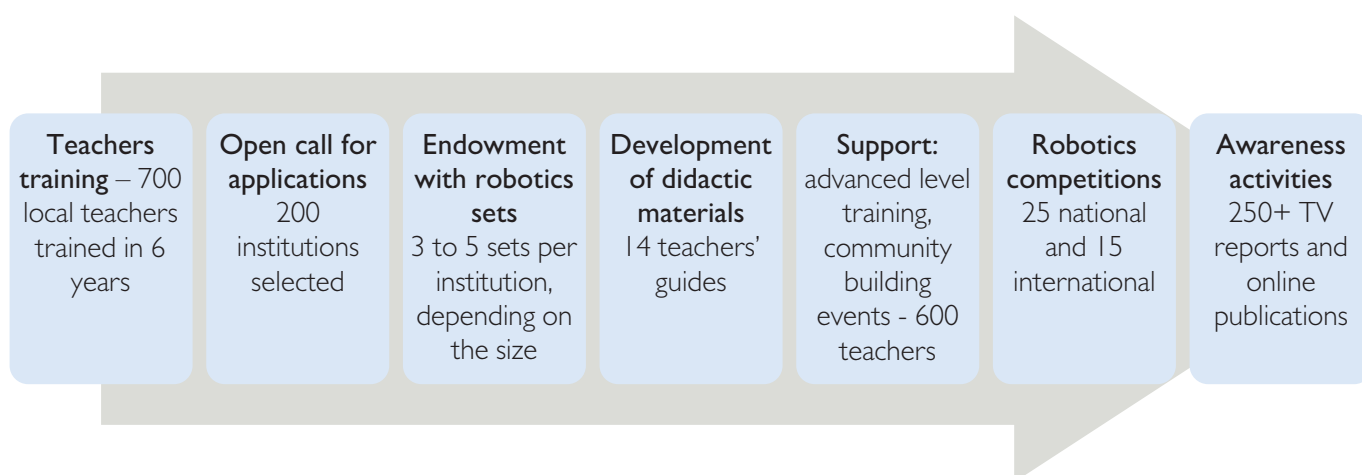 Teachers
training – 700
local teachers
trained in 6
years
Open call for
applications
200
institutions
selected
Endowment
with robotics
sets
3 to 5 sets per
institution,
depending on
the size
Development
of didactic
materials
14 teachers’
guides
Support:
advanced level
training,
community
building
events - 600
teachers
Robotics
competitions
25 national
and 15
international
Awareness
activities
250+ TV
reports and
online
publications